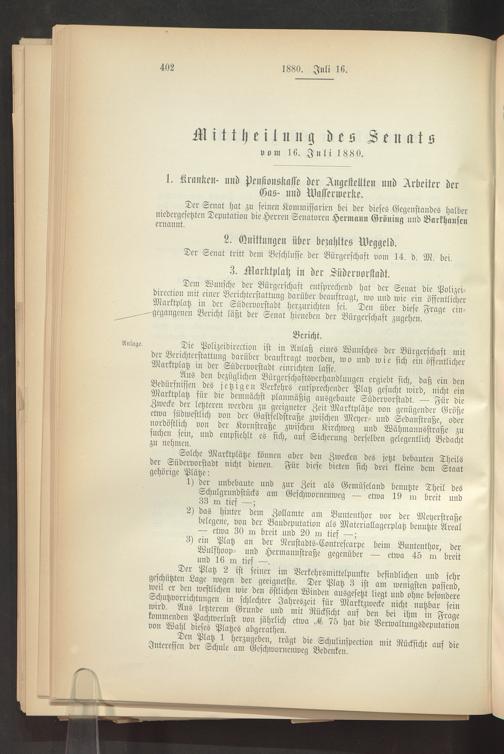 402
1880. Juli 16.
Mittheilung des Senats
vom 16. Juli 1880.
1. Kranken- und Pensionskasse der Angestellten und Arbeiter der
Gas- und Wasserwerke.
Der Senat hat zu seinen Kommissarien bei der dieses Gegenstandes halber
niedergesetzten Deputation die Herren Senatoren Hermann Gröning und Barkhausen
ernannt.
2. Quittungen über bezahltes Weggeld.
Der Senat tritt dem Beschlusse der Bürgerschaft vom 14. d. M. bei.
3. Marktplatz in der Südervorstadt.
Dem Wunsche der Bürgerschaft entsprechend hat der Senat die Polizei-
direction mit einer Berichterstattung darüber beauftragt, wo und wie ein öffentlicher
Marktplatz in der Südervorstadt herzurichten sei. Den über diese Frage ein-
gegangenen Bericht läßt der Senat hieneben der Bürgerschaft zugehen.
Anlage.
Bericht.
Die Polizeidirection ist in Anlaß eines Wunsches der Bürgerschaft mit
der Berichterstattung darüber beauftragt worden, wo und wie sich ein öffentlicher
Marktplatz in der Südervorstadt einrichten lasse.
Aus den bezüglichen Bürgerschaftsverhandlungen ergiebt sich, daß ein den
Bedürfnissen des jetzigen Verkehrs entsprechender Platz gesucht wird, nicht ein
Marktplatz für die demnächst planmäßig ausgebaute Südervorstadt. — Für die
Zwecke der letzteren werden zu geeigneter Zeit Marktplätze von genügender Größe
etwa südwestlich von der Gastfeldstraße zwischen Meyer- und Sedanstraße, oder
nordöstlich von der Kornstraße zwischen Kirchweg und Wähmannstraße zu
suchen sein, und empfiehlt es sich, auf Sicherung derselben gelegentlich Bedacht
zu nehmen.
Solche Marktplätze können aber den Zwecken des jetzt bebauten Theils
der Südervorstadt nicht dienen. Für diese bieten sich drei kleine dem Staat
gehörige Plätze:
1) der unbebaute und zur Zeit als Gemüseland benutzte Theil des
Schulgrundstücks am Geschwornenweg — etwa 19 m breit und
33 m tief —;
2) das hinter dem Zollamte am Buntenthor vor der Meyerstraße
belegene, von der Baudeputation als Materiallagerplatz benutzte Areal
— etwa 30 m breit und 20 m tief —;
3) ein Platz an der Neustadts-Contrescarpe beim Buntenthor, der
Wulfhoop- und Hermannstraße gegenüber — etwa 45 m breit
und 16 m tief —.
Der Platz 2 ist seiner im Verkehrsmittelpunkte befindlichen und sehr
geschützten Lage wegen der geeignetste. Der Platz 3 ist am wenigsten passend,
weil er den westlichen wie den östlichen Winden ausgesetzt liegt und ohne besondere
Schutzvorrichtungen in schlechter Jahreszeit für Marktzwecke nicht nutzbar sein
wird. Aus letzterem Grunde und mit Rücksicht auf den bei ihm in Frage
kommenden Pachtverlust von jährlich etwa ℳ 75 hat die Verwaltungsdeputation
von Wahl dieses Platzes abgerathen.
Den Platz 1 herzugeben, trägt die Schulinspection mit Rücksicht auf die
Interessen der Schule am Geschwornenweg Bedenken.